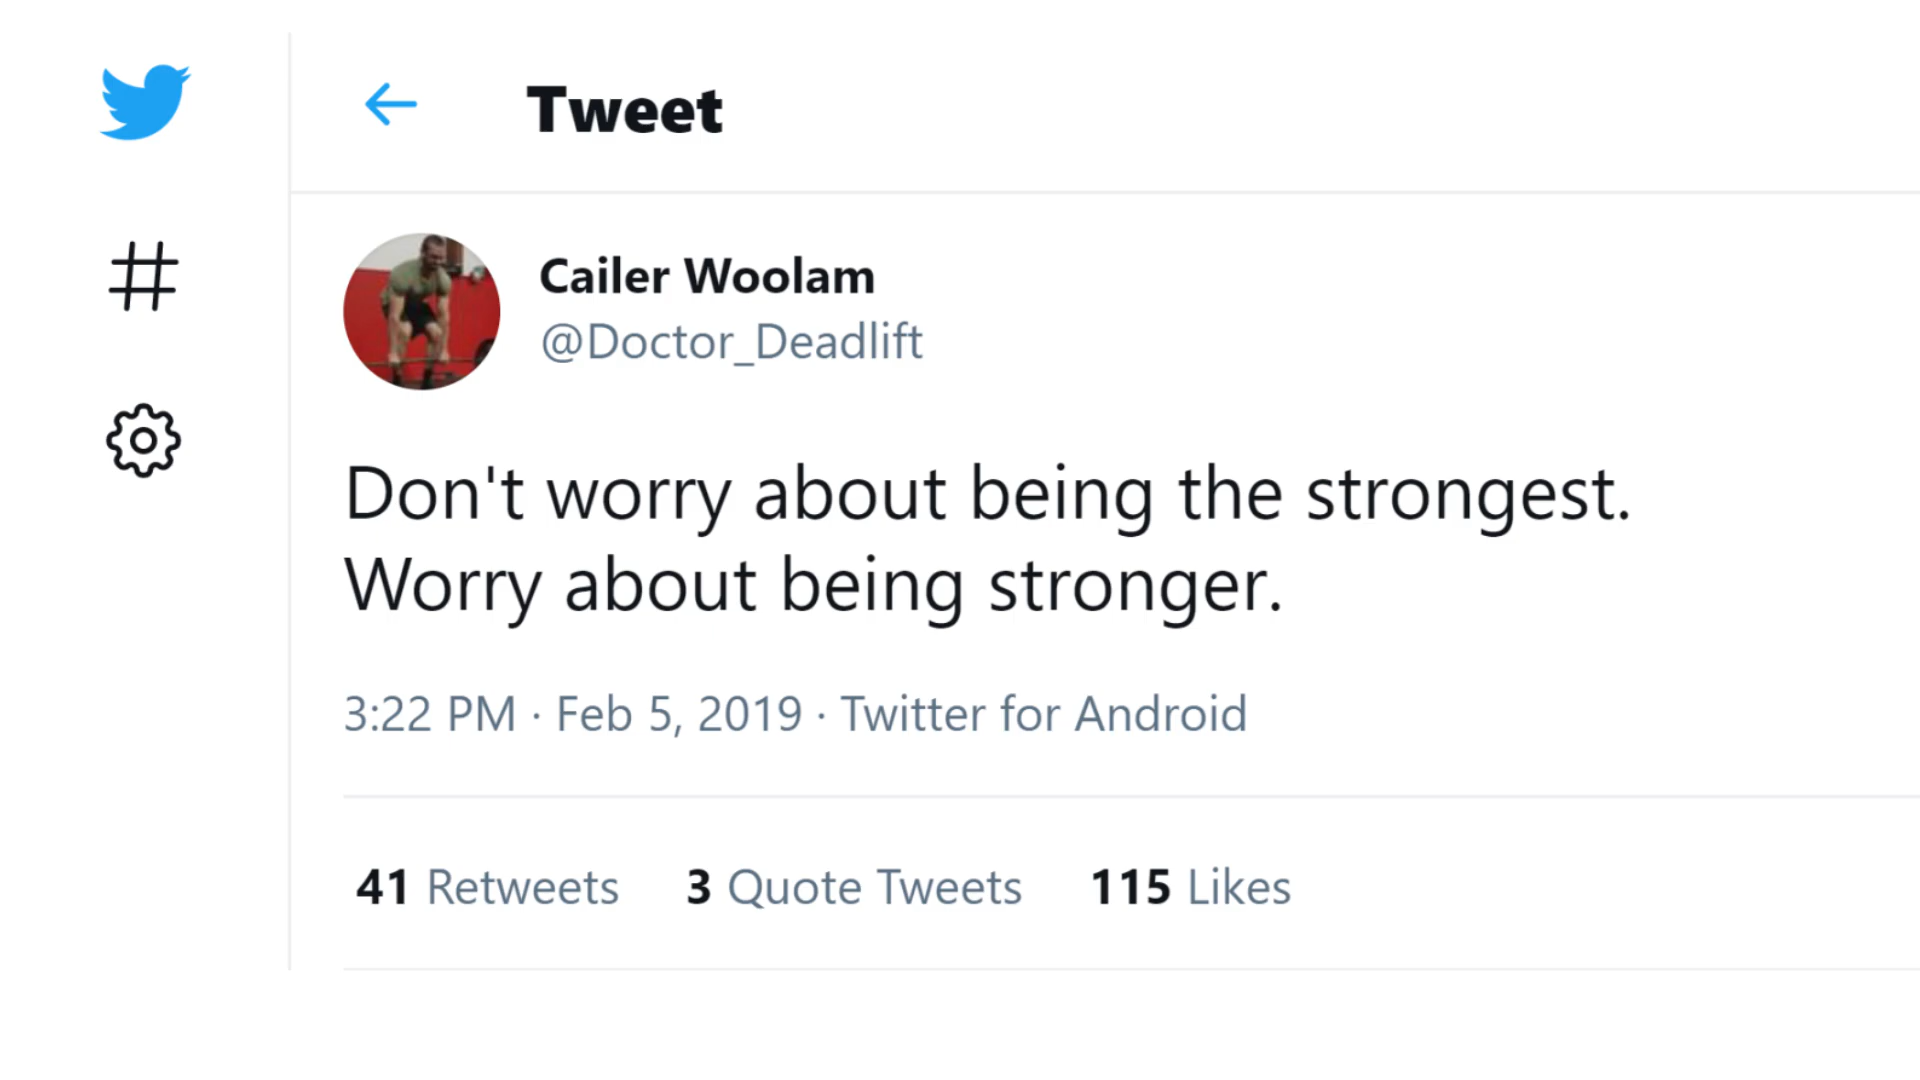 Tweet
Cailer Woolam
@Doctor_Deadlift
Don't worry about being the strongest.
Worry about being stronger.
3:22 PM · Feb 5, 2019 · Twitter for Android
41 Retweets 3 Quote Tweets 115 Likes